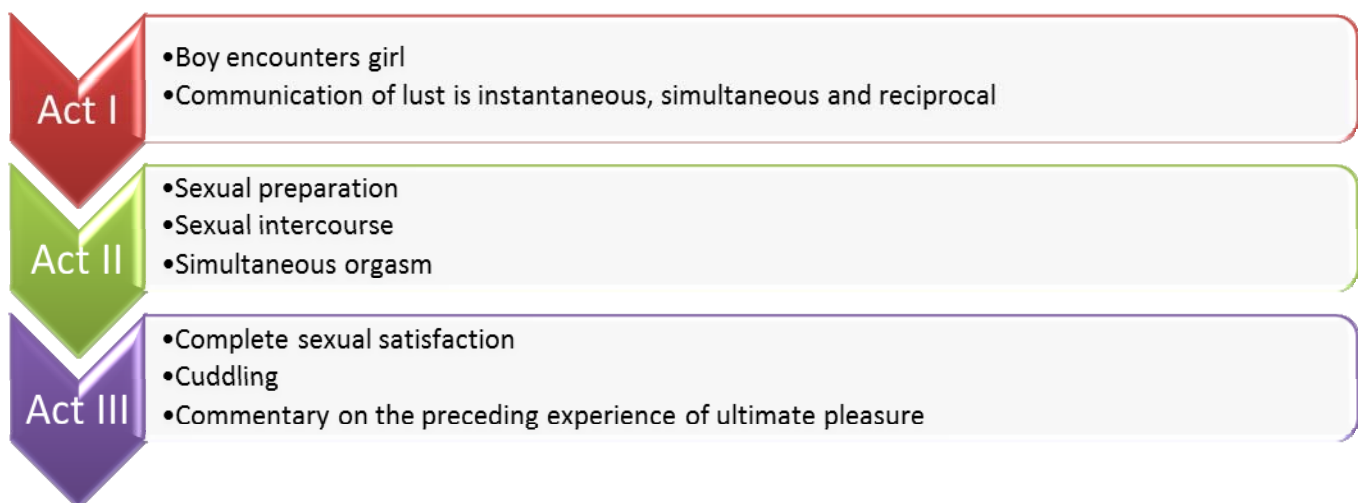 Act I
•Boy encounters girl
•Communication of lust is instantaneous, simultaneous and reciprocal
Act II
•Sexual preparation
•Sexual intercourse
•Simultaneous orgasm
Act III
•Complete sexual satisfaction
•Cuddling
•Commentary on the preceding experience of ultimate pleasure